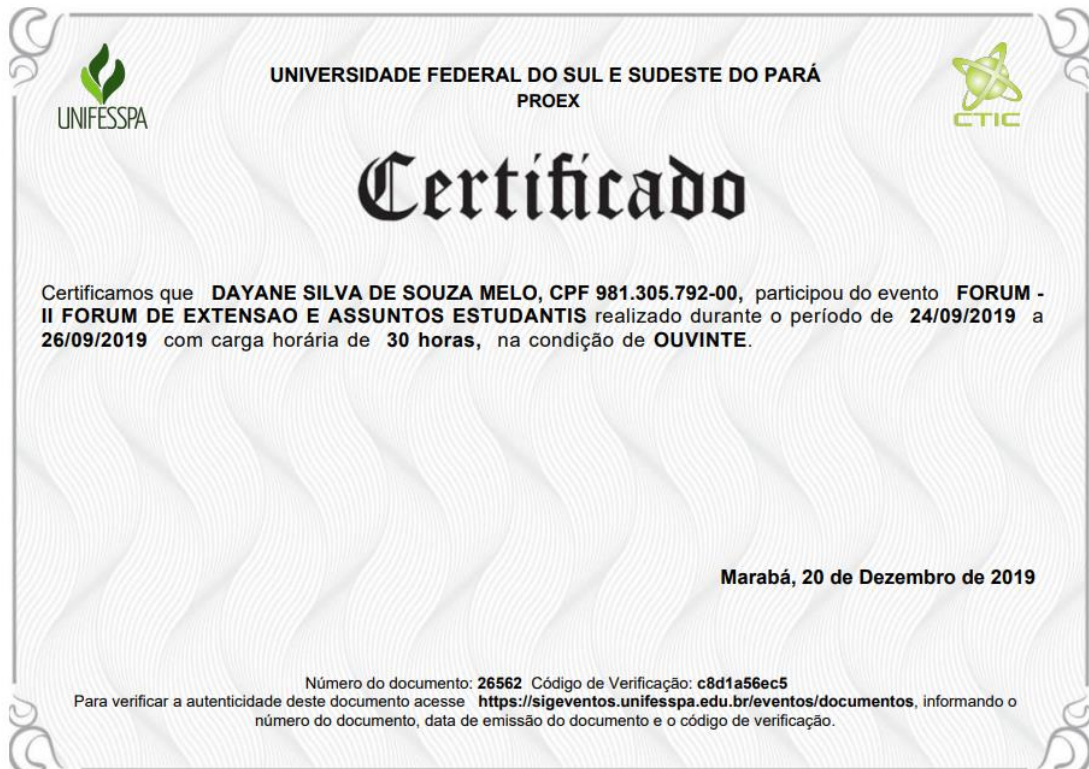 UNIFESSPA
UNIVERSIDADE FEDERAL DO SUL E SUDESTE DO PARÁ
PROEX
CTIC
Certificado
Certificamos que DAYANE SILVA DE SOUZA MELO, CPF 981.305.792-00, participou do evento FORUM -
II FORUM DE EXTENSAO E ASSUNTOS ESTUDANTIS realizado durante o período de 24/09/2019 a
26/09/2019 com carga horária de 30 horas, na condição de OUVINTE.
Marabá, 20 de Dezembro de 2019
Número do documento: 26562 Código de Verificação: c8d1a56ec5
Para verificar a autenticidade deste documento acesse https://sigeventos.unifesspa.edu.br/eventos/documentos, informando o
número do documento, data de emissão do documento e o código de verificação.